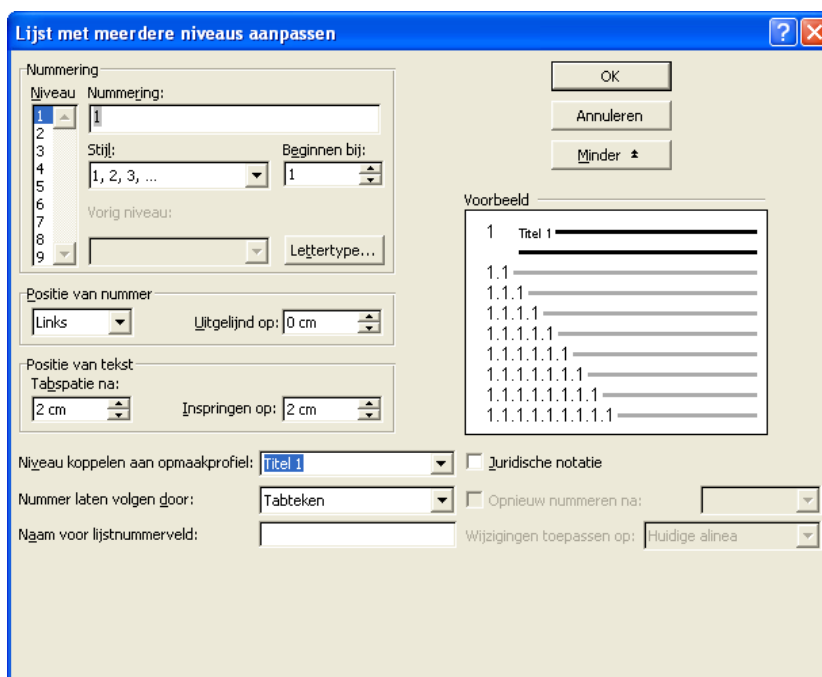 Lijst met meerdere niveaus aanpassen
Nummering
Niveau Nummering:
1
2
3
4
5
6
7
8
9
1
Stijl: Beginnen bij:
1, 2, 3, ... 1
Vorig niveau:
Lettertype...
OK
Annuleren
Minder
Voorbeeld
1 Titel 1
1.1
1.1.1
1.1.1.1
1.1.1.1.1
1.1.1.1.1.1
1.1.1.1.1.1.1
1.1.1.1.1.1.1.1
1.1.1.1.1.1.1.1.1
Positie van nummer
Links Uitgelijnd op: 0 cm
Positie van tekst
Tabspatie na:
2 cm Inspringen op: 2 cm
Niveau koppelen aan opmaakprofiel: Titel 1 Juridische notatie
Nummer laten volgen door: Tabteken Opnieuw nummeren na:
Naam voor lijstnummerveld: Wijzigingen toepassen op: Huidige alinea